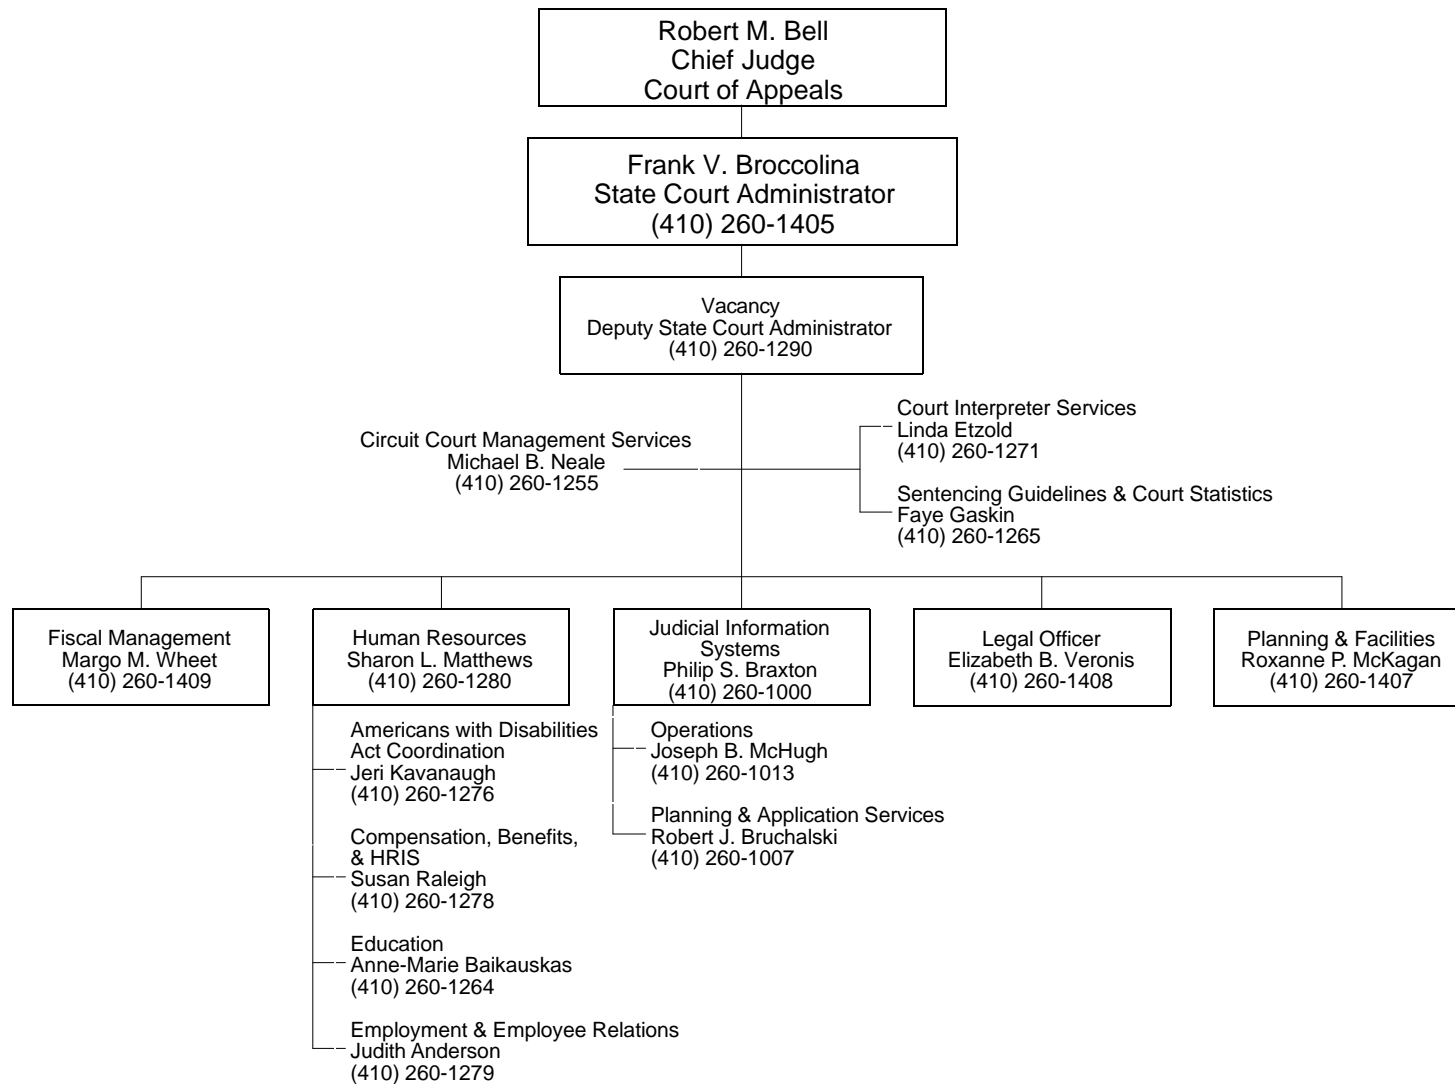 Robert M. Bell
Chief Judge
Court of Appeals
Frank V. Broccolina
State Court Administrator
(410) 260-1405
Vacancy
Deputy State Court Administrator
(410) 260-1290
Circuit Court Management Services
Michael B. Neale
(410) 260-1255
Court Interpreter Services
Linda Etzold
(410) 260-1271
Sentencing Guidelines & Court Statistics
Faye Gaskin
(410) 260-1265
Fiscal Management
Margo M. Wheet
(410) 260-1409
Human Resources
Sharon L. Matthews
(410) 260-1280
Americans with Disabilities
Act Coordination
Jeri Kavanaugh
(410) 260-1276
Compensation, Benefits,
& HRIS
Susan Raleigh
(410) 260-1278
Education
Anne-Marie Baikauskas
(410) 260-1264
Employment & Employee Relations
Judith Anderson
(410) 260-1279
Judicial Information
Systems
Philip S. Braxton
(410) 260-1000
Operations
Joseph B. McHugh
(410) 260-1013
Planning & Application Services
Robert J. Bruchalski
(410) 260-1007
Legal Officer
Elizabeth B. Veronis
(410) 260-1408
Planning & Facilities
Roxanne P. McKagan
(410) 260-1407